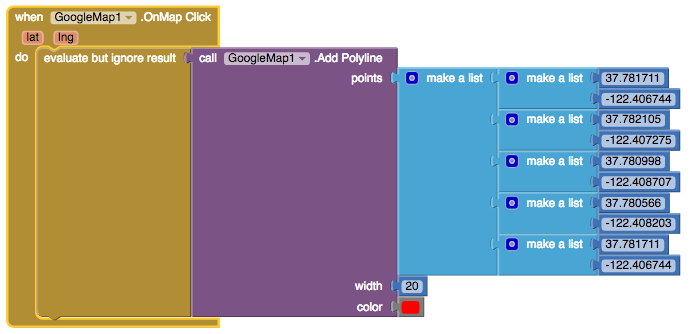 when GoogleMap1 .OnMap Click
lat lng
do evaluate but ignore result call GoogleMap1 .Add Polyline
points make a list make a list 37.781711
-122.406744
make a list 37.782105
-122.407275
make a list 37.780998
-122.408707
make a list 37.780566
-122.408203
make a list 37.781711
-122.406744
width 20
color